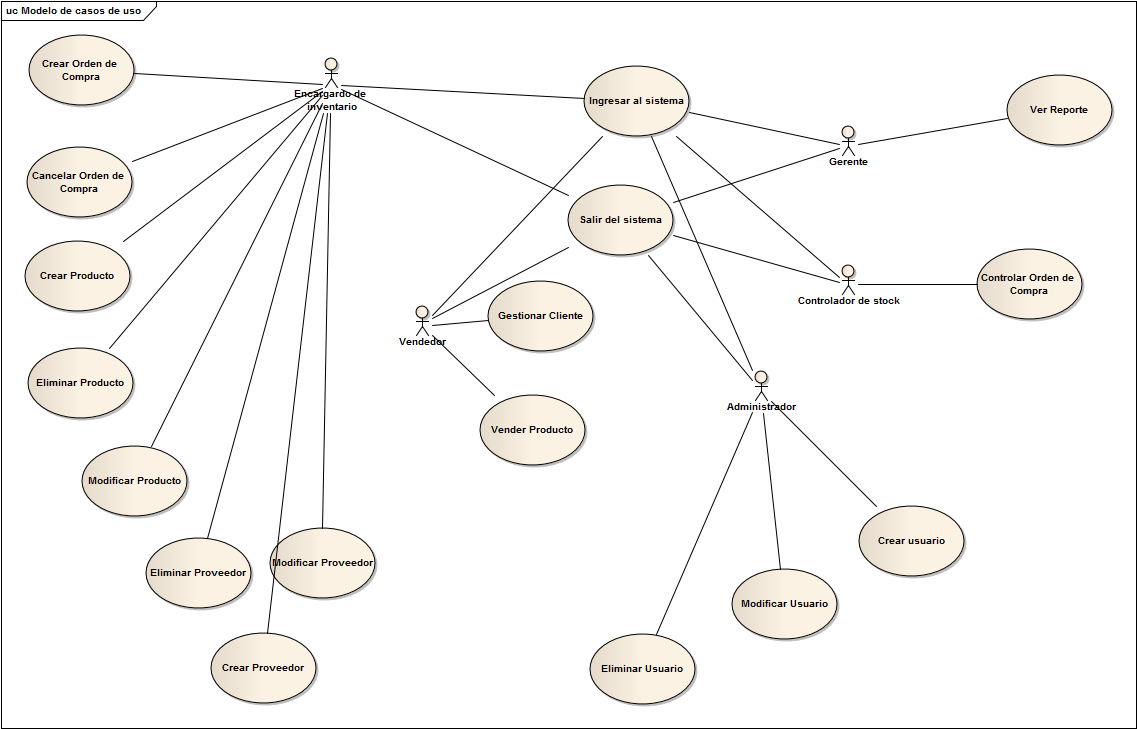 uc Modelo de casos de uso
Crear Orden de
Compra
Encargardo de
inventario
Ingresar al sistema
Ver Reporte
Gerente
Cancelar Orden de
Compra
Salir del sistema
Crear Producto
Controlar Orden de
Compra
Controlador de stock
Gestionar Cliente
Vendedor
Eliminar Producto
Administrador
Vender Producto
Modificar Producto
Crear usuario
Modificar Proveedor
Eliminar Proveedor
Modificar Usuario
Crear Proveedor
Eliminar Usuario